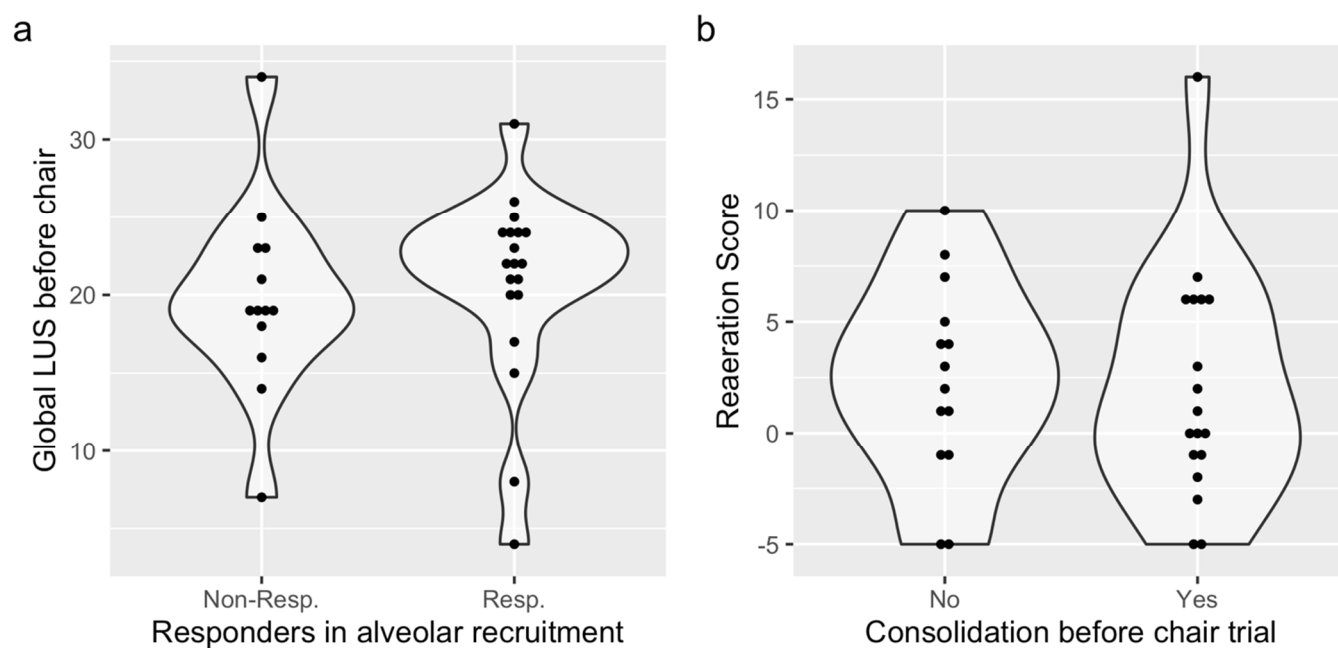 a
Global LUS before chair
30
20
10
Non-Resp.
Resp.
Responders in alveolar recruitment
b
Reaeration Score
15
10
5
0
-5
No
Yes
Consolidation before chair trial